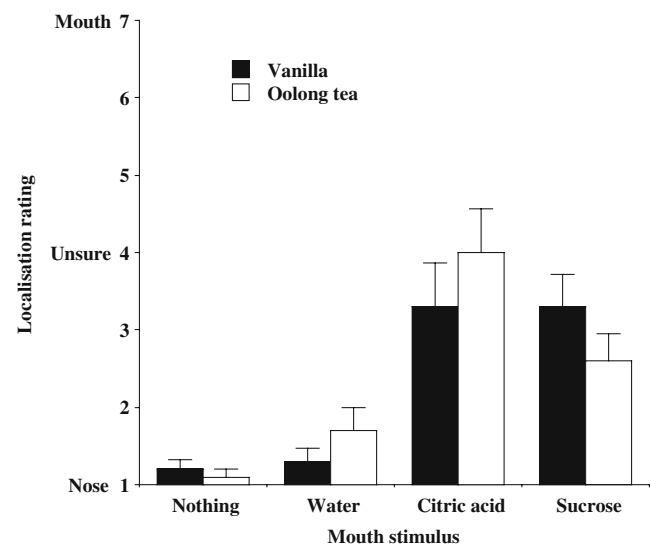 Mouth 7
6
5
Unsure 4
3
2
Nose 1
Localisation rating
Vanilla
Oolong tea
Nothing Water Citric acid Sucrose
Mouth stimulus